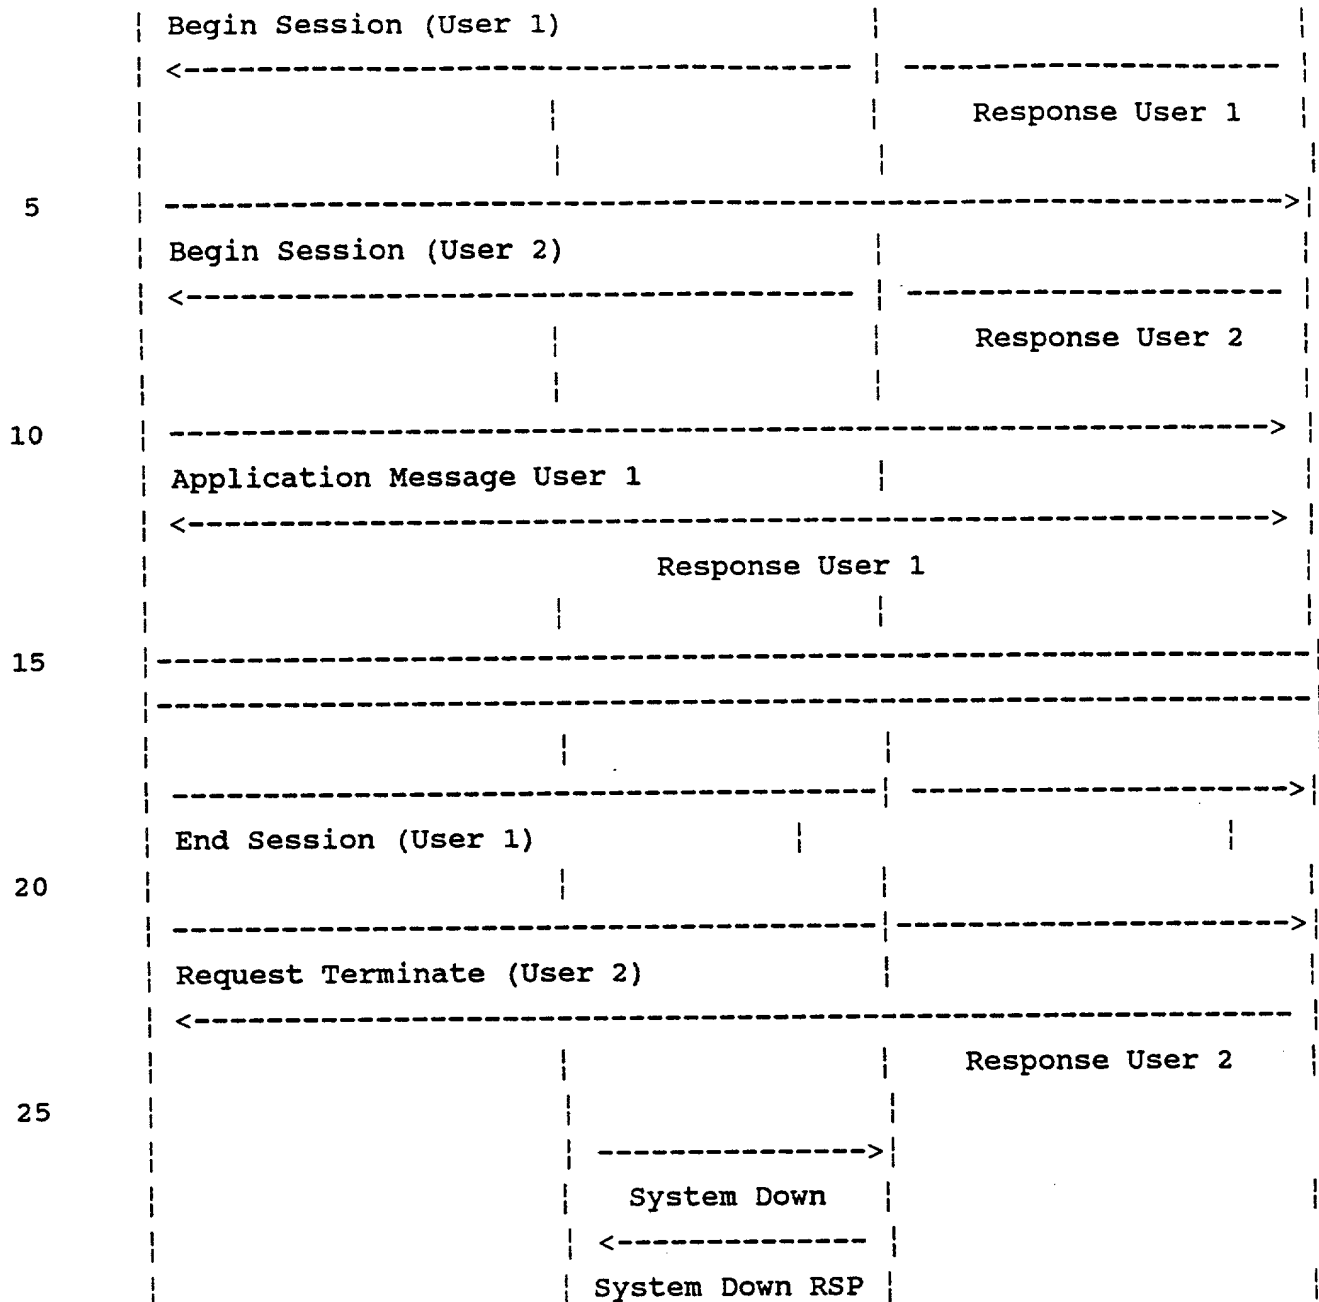 Begin Session (User 1)
Response User 1
5
Begin Session (User 2)
Response User 2
10
Application Message User 1
Response User 1
15
End Session (User 1)
20
Request Terminate (User 2)
Response User 2
25
System Down
System Down RSP